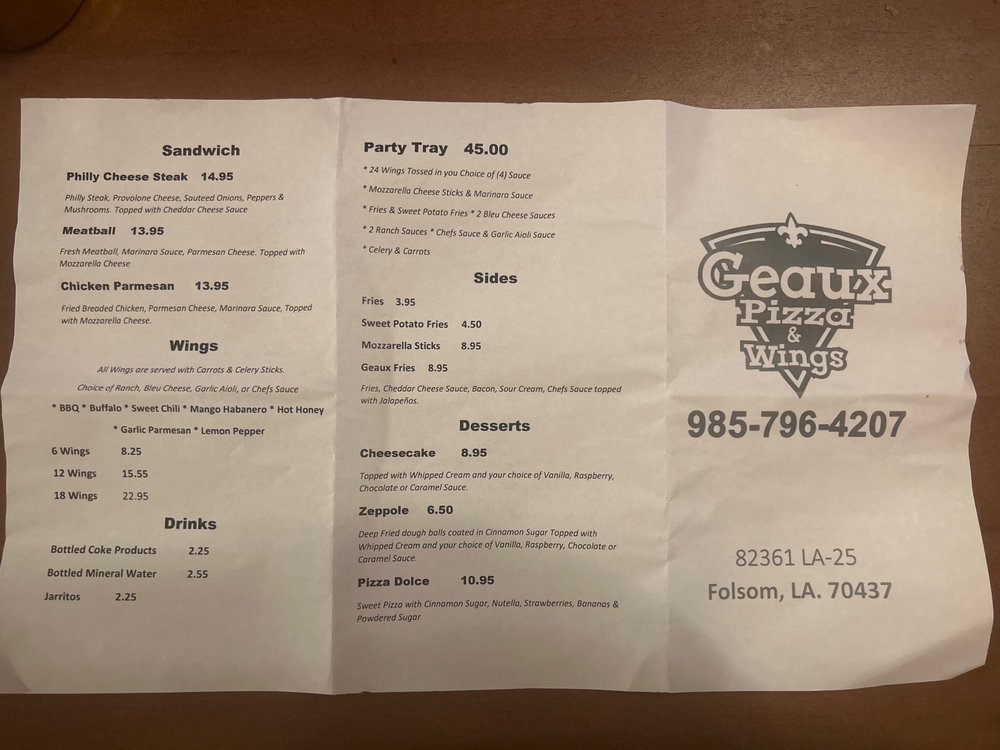 Sandwich
Philly Cheese Steak 14.95
Philly Steak, Provolone Cheese, Sauteed Onions, Peppers &
Mushrooms. Topped with Cheddar Cheese Sauce
Meatball 13.95
Fresh Meatball, Marinara Sauce, Parmesan Cheese. Topped with
Mozzarella Cheese
Chicken Parmesan 13.95
Fried Breaded Chicken, Parmesan Cheese, Marinara Sauce, Topped
with Mozzarella Cheese.
Wings
All Wings are served with Carrots & Celery Sticks.
Choice of Ranch, Bleu Cheese, Garlic Aioli, or Chefs Sauce
* BBQ * Buffalo * Sweet Chili * Mango Habanero * Hot Honey
* Garlic Parmesan * Lemon Pepper
6 Wings 8.25
12 Wings 15.55
18 Wings 22.95
Drinks
Bottled Coke Products 2.25
Bottled Mineral Water 2.55
Jarritos 2.25
Party Tray 45.00
* 24 Wings Tossed in you Choice of (4) Sauce
* Mozzarella Cheese Sticks & Marinara Sauce
* Fries & Sweet Potato Fries * 2 Bleu Cheese Sauces
* 2 Ranch Sauces * Chefs Sauce & Garlic Aioli Sauce
* Celery & Carrots
Sides
Fries 3.95
Sweet Potato Fries 4.50
Mozzarella Sticks 8.95
Geaux Fries 8.95
Fries, Cheddar Cheese Sauce, Bacon, Sour Cream, Chefs Sauce topped
with Jalapeños.
Desserts
Cheesecake 8.95
Topped with Whipped Cream and your choice of Vanilla, Raspberry,
Chocolate or Caramel Sauce.
Zeppole 6.50
Deep Fried dough balls coated in Cinnamon Sugar Topped with
Whipped Cream and your choice of Vanilla, Raspberry, Chocolate or
Caramel Sauce.
Pizza Dolce 10.95
Sweet Pizza with Cinnamon Sugar, Nutella, Strawberries, Bananas &
Powdered Sugar
Geaux
Pizza
&
Wings
985-796-4207
82361 LA-25
Folsom, LA. 70437